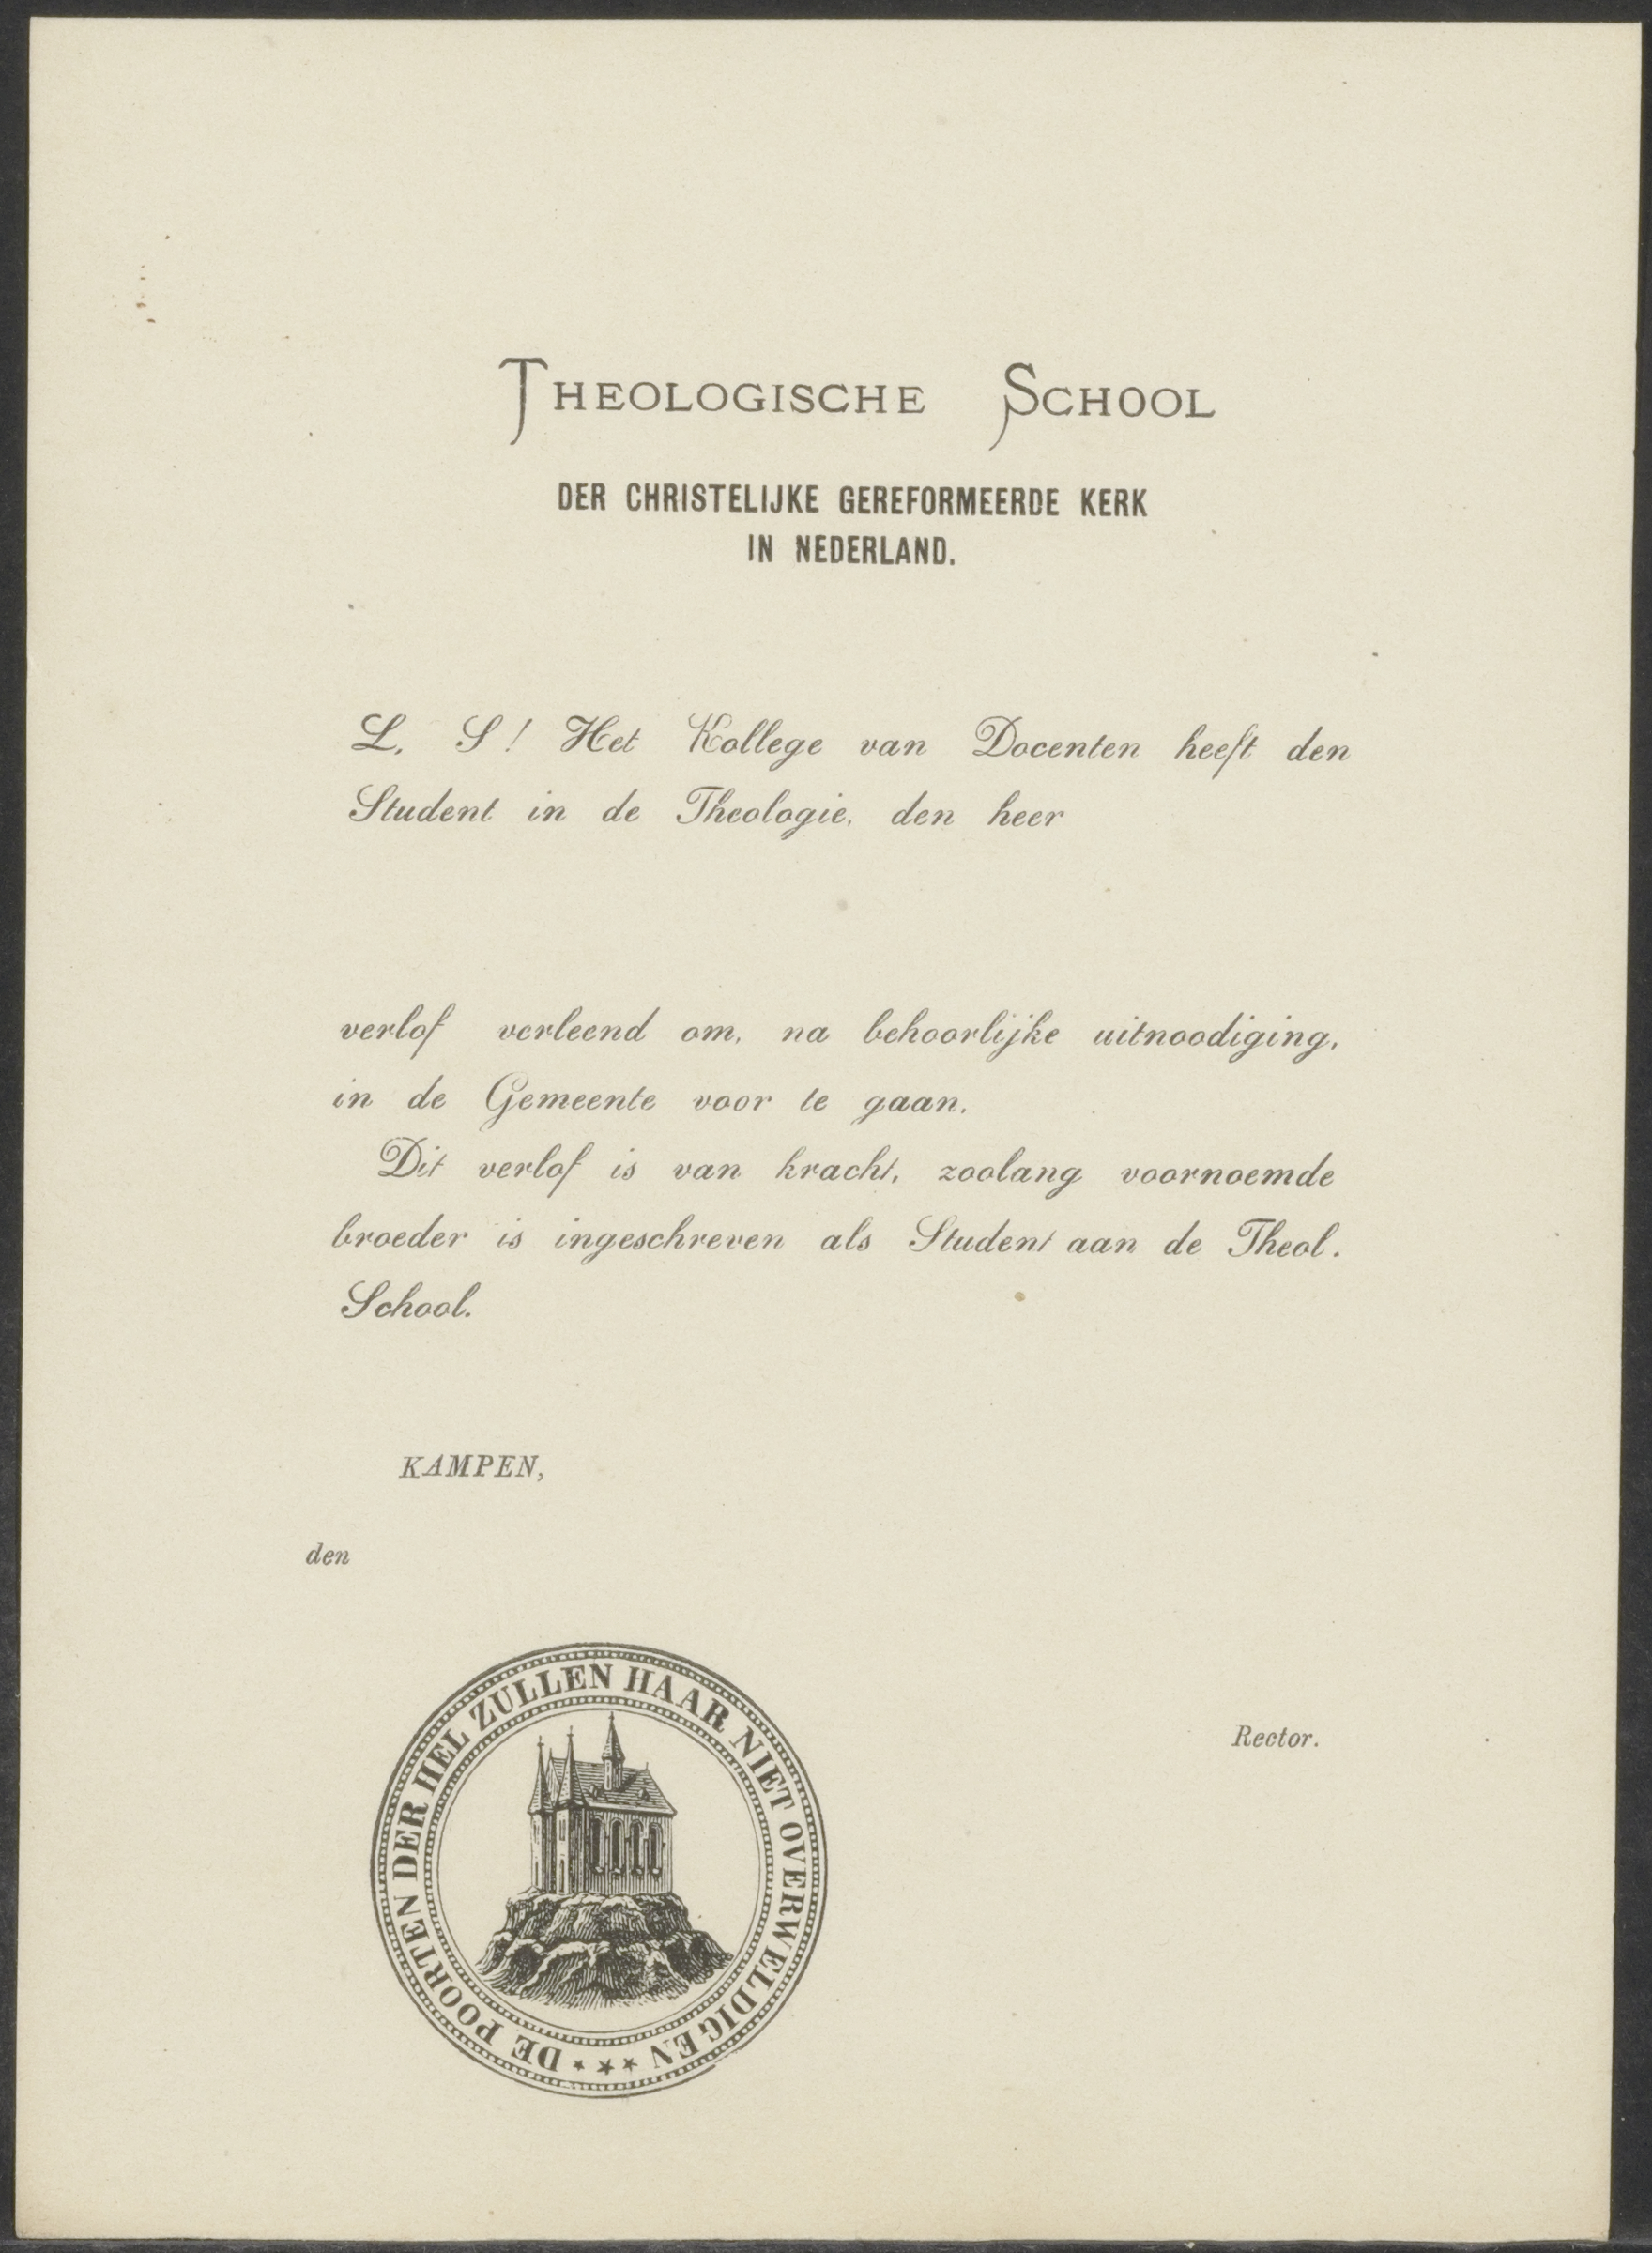 THEOLOGISCHE SCHOOL
DER CHRISTELIJKE GEREFORMEERDE KERK
IN NEDERLAND.
L. S! Het Kollege van Docenten heeft den
Student in de Theologie, den heer
verlof verleend om, na behoorlijke uitnoodiging,
in de Gemeente voor te gaan.
Dit verlof is van kracht, zoolang voornoemde
broeder is ingeschreven als Student aan de Theol.
School.
KAMPEN,
den
Rector.
DE POORTEN DER HEL ZULLEN HAAR NIET OVERWELDIGEN ***